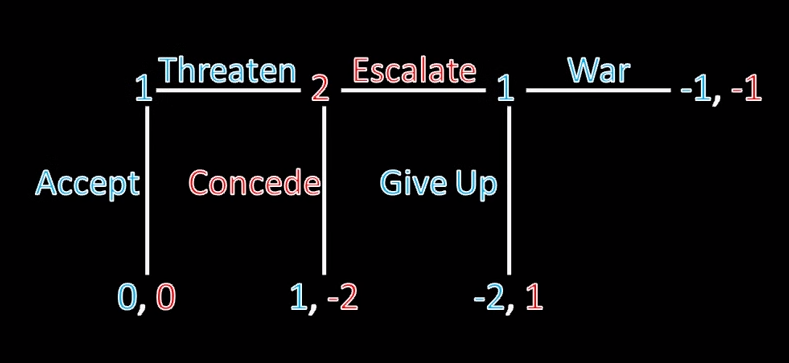 Threaten Escalate War
1 2 1 -1, -1
Accept Concede Give Up
0, 0 1, -2 -2, 1